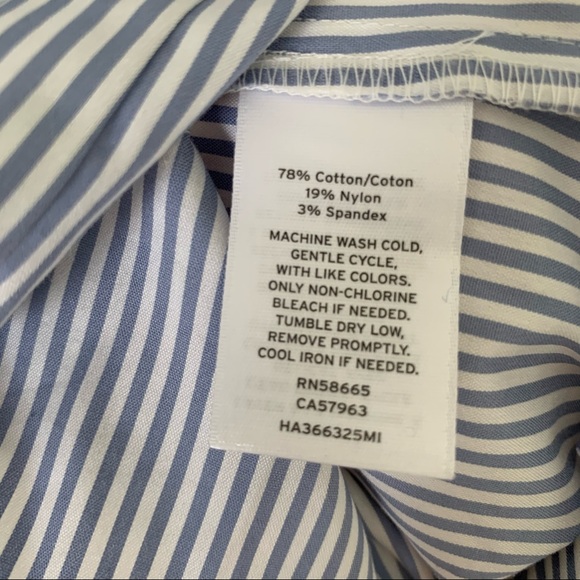 78% Cotton/Coton
19% Nylon
3% Spandex
MACHINE WASH COLD,
GENTLE CYCLE,
WITH LIKE COLORS.
ONLY NON-CHLORINE
BLEACH IF NEEDED.
TUMBLE DRY LOW,
REMOVE PROMPTLY.
COOL IRON IF NEEDED.
RN58665
CA57963
HA366325MI